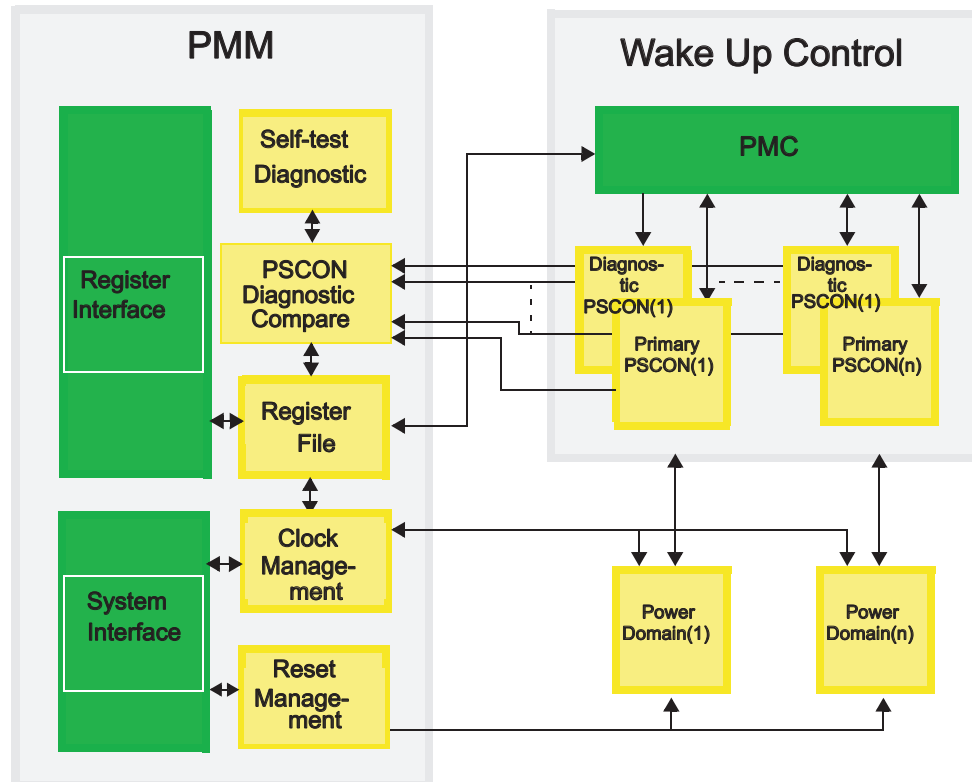 PMM
Wake Up Control
Self-test
Diagnostic
PMC
Register
Interface
PSCON
Diagnostic
Compare
Diagnos-
tic
PSCON(1)
Primary
PSCON(1)
Diagnos-
tic
PSCON(1)
Primary
PSCON(n)
Register
File
Clock
Manage-
ment
System
Interface
Power
Domain(1)
Power
Domain(n)
Reset
Manage-
ment